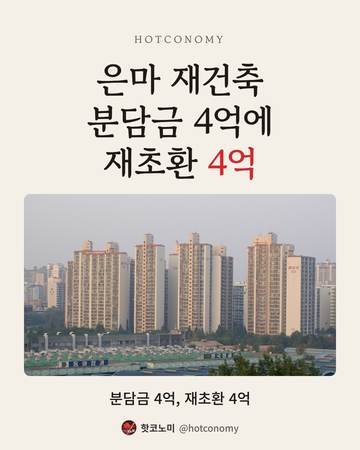 HOTCONOMY
은마 재건축
분담금 4억에
재초환 4억
분담금 4억, 재초환 4억
핫코노미 @hotconomy